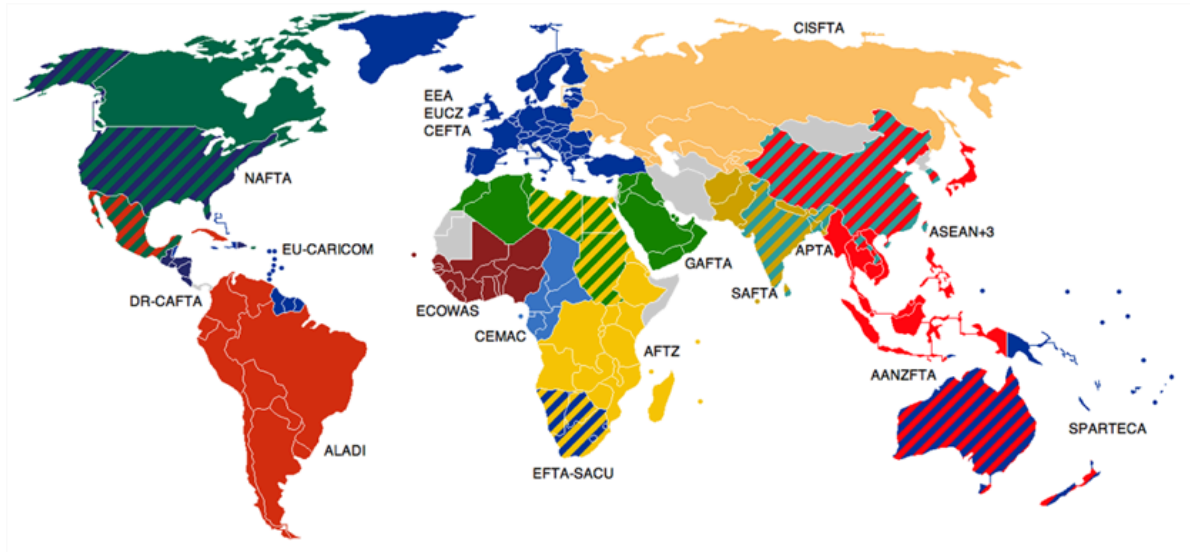 CISFTA
EEA
EUCZ
CEFTA
NAFTA
EU-CARICOM
DR-CAFTA
ALADI
ECOWAS
CEMAC
GAFTA
AFTZ
EFTA-SACU
SAFTA
APTA
ASEAN+3
AANZFTA
SPARTECA